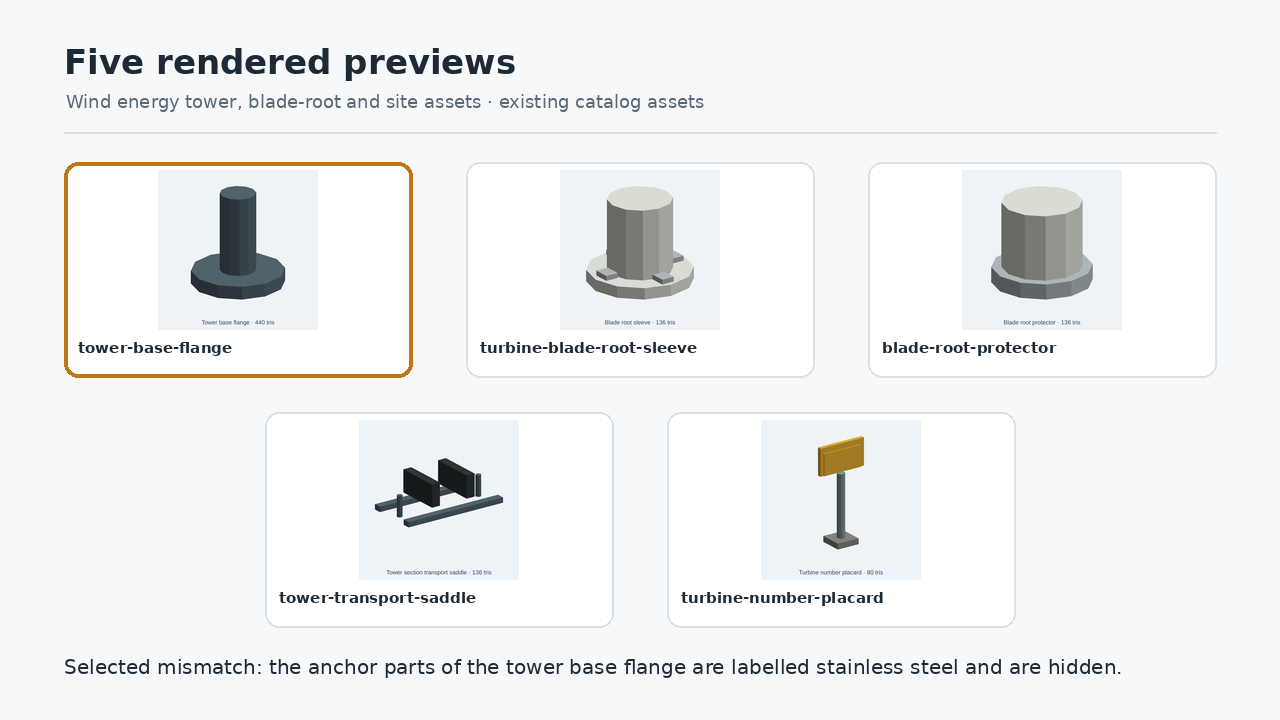 Five rendered previews
Wind energy tower, blade-root and site assets · existing catalog assets
Tower base flange · 440 tris
tower-base-flange
Blade root sleeve · 136 tris
turbine-blade-root-sleeve
Blade root protector · 136 tris
blade-root-protector
Tower section transport saddle · 136 tris
tower-transport-saddle
Turbine number placard · 80 tris
turbine-number-placard
Selected mismatch: the anchor parts of the tower base flange are labelled stainless steel and are hidden.